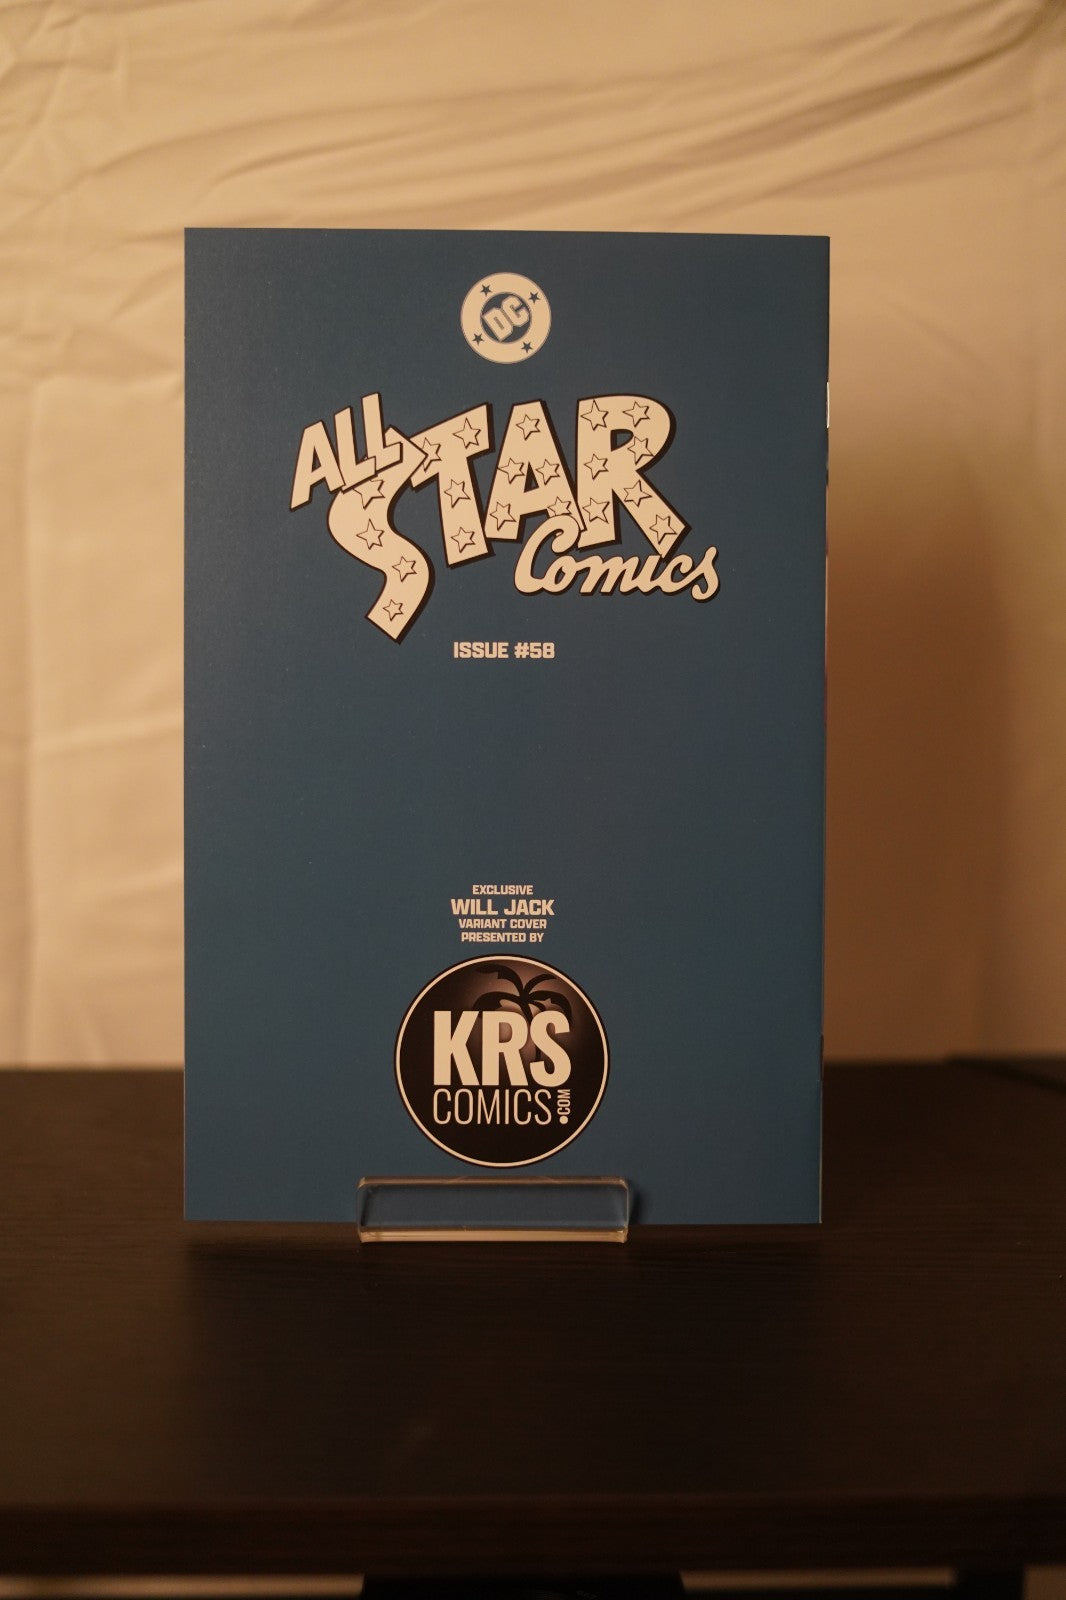 DC
ALL
STAR
Comics
ISSUE #58
EXCLUSIVE
WILL JACK
VARIANT COVER
PRESENTED BY
KRS
COMICS
.COM